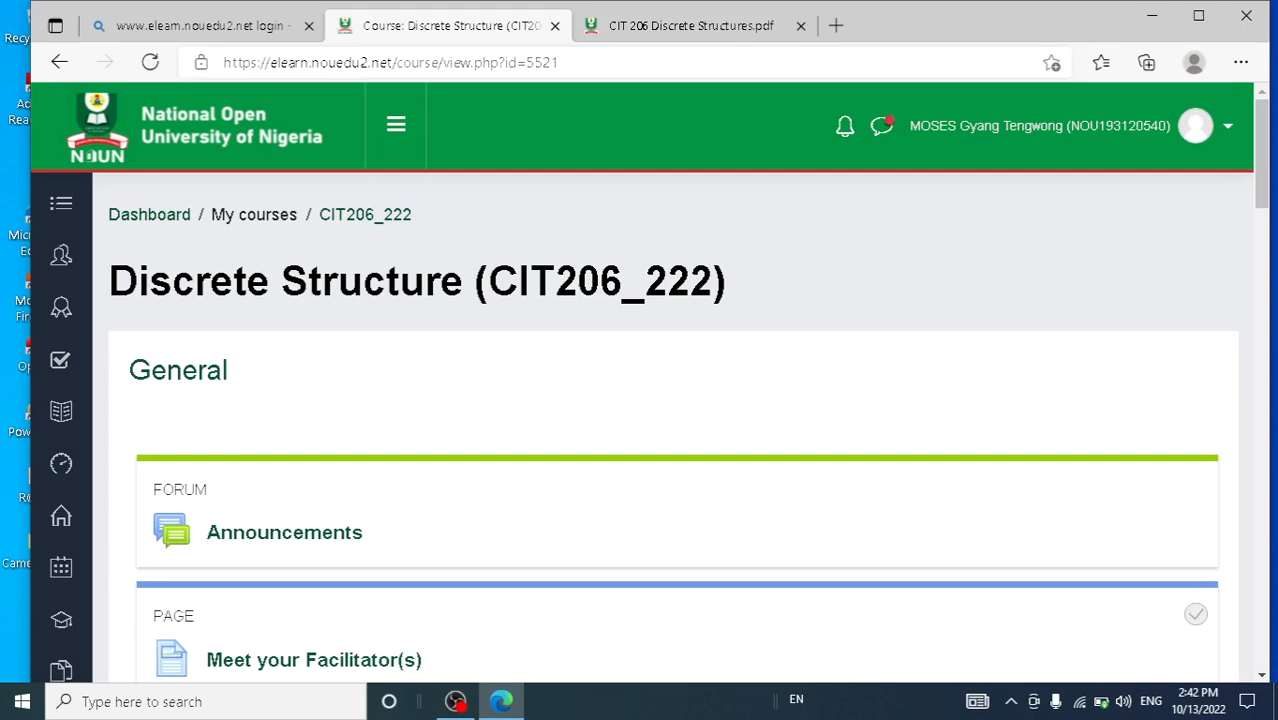 www.elearn.nouedu2.net login -
Course: Discrete Structure (CIT20
CIT 206 Discrete Structures.pdf
https://elearn.nouedu2.net/course/view.php?id=5521
National Open
University of Nigeria
NOUN
MOSES Gyang Tengwong (NOU193120540)
Dashboard / My courses / CIT206_222
Discrete Structure (CIT206_222)
General
FORUM
Announcements
PAGE
Meet your Facilitator(s)
Type here to search
EN
ENG
2:42 PM
10/13/2022